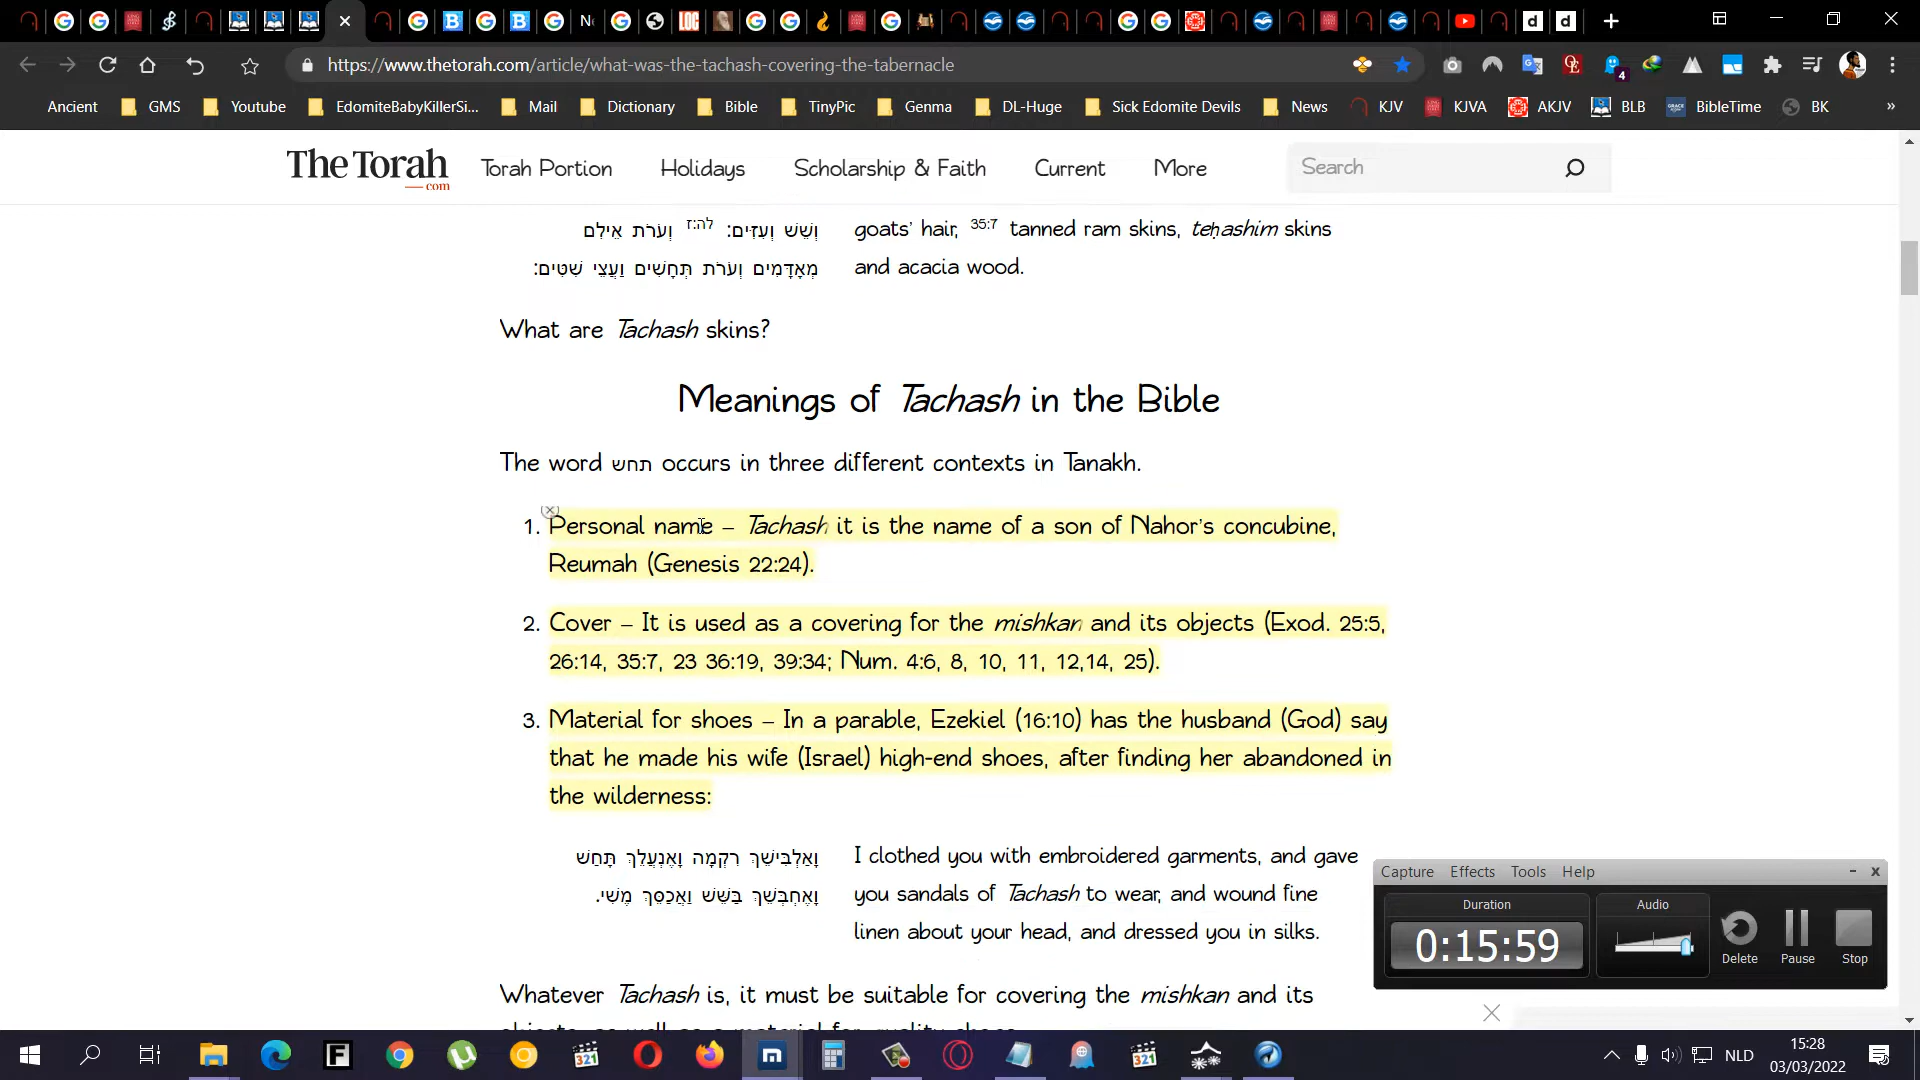 N
LOC
d
d
https://www.thetorah.com/article/what-was-the-tachash-covering-the-tabernacle
4
Ancient GMS Youtube EdomiteBabyKillerSi... Mail Dictionary Bible TinyPic Genma DL-Huge Sick Edomite Devils News KJV KJVA AKJV BLB BibleTime BK »
The Torah
.com
Torah Portion Holidays Scholarship & Faith Current More Search
וְשֵׁשׁ וְעִזִּים: לה:ז וְעֹרֹת אֵילִם
מְאָדָּמִים וְעֹרֹת תְּחָשִׁים וַעֲצֵי שִׁטִּים:
goats' hair, 35:7 tanned ram skins, teḥashim skins
and acacia wood.
What are Tachash skins?
Meanings of Tachash in the Bible
The word תחש occurs in three different contexts in Tanakh.
1. Personal name – Tachash it is the name of a son of Nahor's concubine,
Reumah (Genesis 22:24).
2. Cover – It is used as a covering for the mishkan and its objects (Exod. 25:5,
26:14, 35:7, 23 36:19, 39:34; Num. 4:6, 8, 10, 11, 12,14, 25).
3. Material for shoes – In a parable, Ezekiel (16:10) has the husband (God) say
that he made his wife (Israel) high-end shoes, after finding her abandoned in
the wilderness:
וָאַלְבִּישֵׁךְ רִקְמָה וָאֶנְעֲלֵךְ תָּחַשׁ
וָאֶחְבְּשֵׁךְ בַּשֵּׁשׁ וַאֲכַסֵּךְ מֶשִׁי.
I clothed you with embroidered garments, and gave
you sandals of Tachash to wear, and wound fine
linen about your head, and dressed you in silks.
Whatever Tachash is, it must be suitable for covering the mishkan and its
Capture Effects Tools Help
Duration
0:15:59
Audio
Delete Pause Stop
321
321
NLD
15:28
03/03/2022